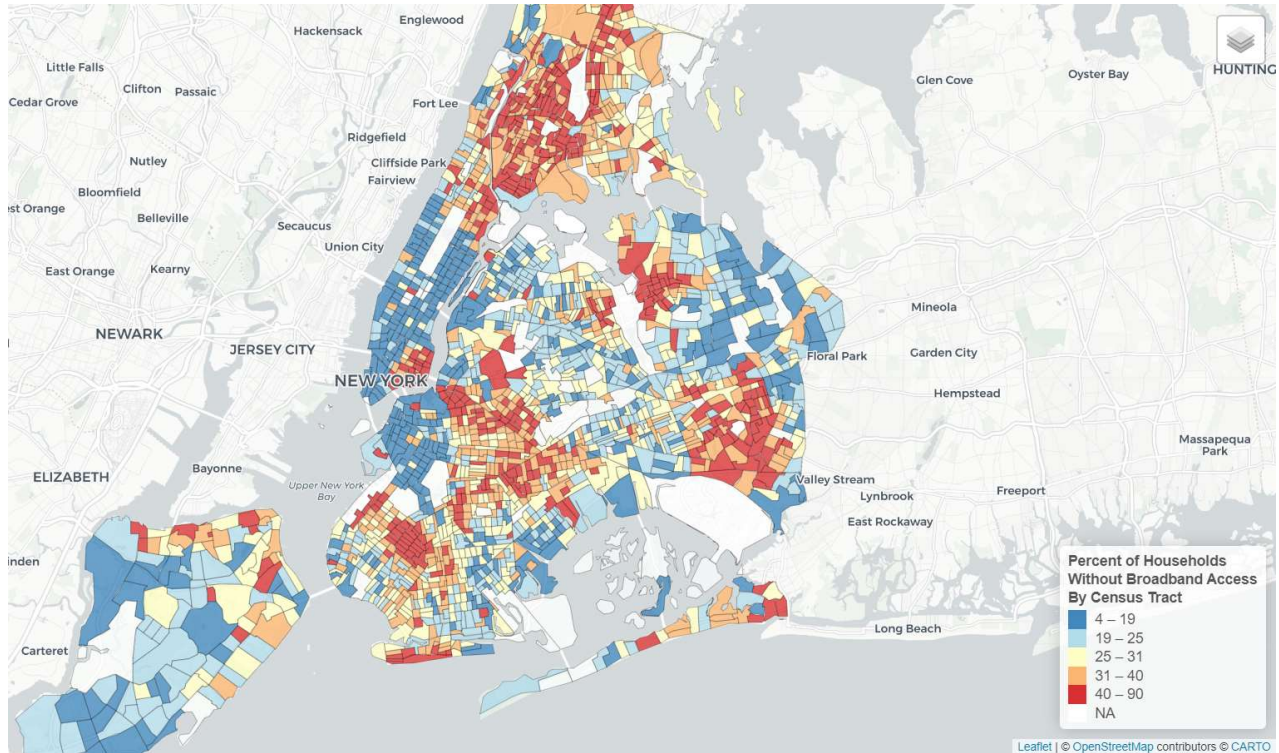 Englewood
Hackensack
Little Falls
Clifton
Passaic
Cedar Grove
Fort Lee
Glen Cove
Oyster Bay
HUNTING
Ridgefield
Nutley
Cliffside Park
Fairview
Bloomfield
est Orange
Belleville
Secaucus
Union City
East Orange
Kearny
Mineola
NEWARK
JERSEY CITY
Floral Park
Garden City
NEW YORK
Hempstead
Massapequa
Park
ELIZABETH
Bayonne
Upper New York
Bay
Valley Stream
Lynbrook
Freeport
East Rockaway
inden
Long Beach
Carteret
Percent of Households
Without Broadband Access
By Census Tract
4 – 19
19 – 25
25 – 31
31 – 40
40 – 90
NA
Leaflet | © OpenStreetMap contributors © CARTO